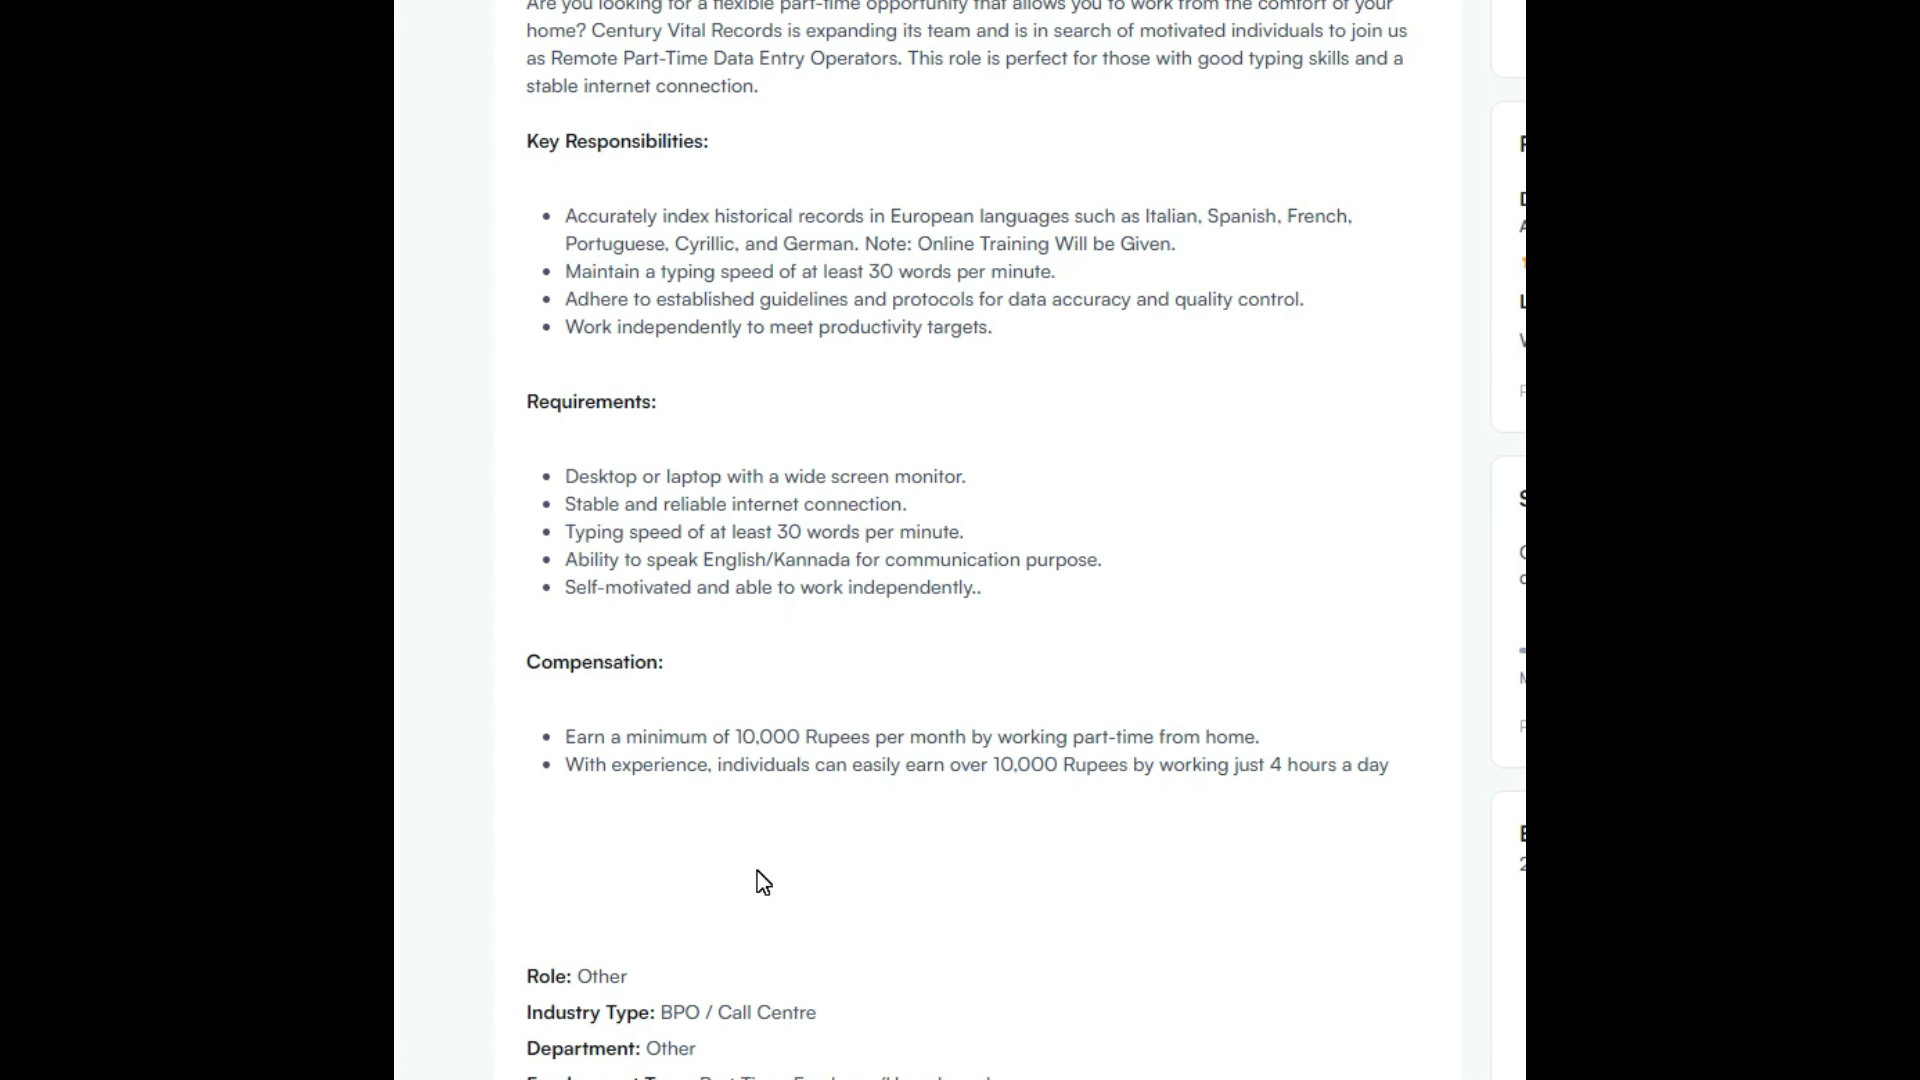 Are you looking for a flexible part-time opportunity that allows you to work from the comfort of your
home? Century Vital Records is expanding its team and is in search of motivated individuals to join us
as Remote Part-Time Data Entry Operators. This role is perfect for those with good typing skills and a
stable internet connection.
Key Responsibilities:
• Accurately index historical records in European languages such as Italian, Spanish, French,
Portuguese, Cyrillic, and German. Note: Online Training Will be Given.
• Maintain a typing speed of at least 30 words per minute.
• Adhere to established guidelines and protocols for data accuracy and quality control.
• Work independently to meet productivity targets.
Requirements:
• Desktop or laptop with a wide screen monitor.
• Stable and reliable internet connection.
• Typing speed of at least 30 words per minute.
• Ability to speak English/Kannada for communication purpose.
• Self-motivated and able to work independently..
Compensation:
• Earn a minimum of 10,000 Rupees per month by working part-time from home.
• With experience, individuals can easily earn over 10,000 Rupees by working just 4 hours a day
Role: Other
Industry Type: BPO / Call Centre
Department: Other